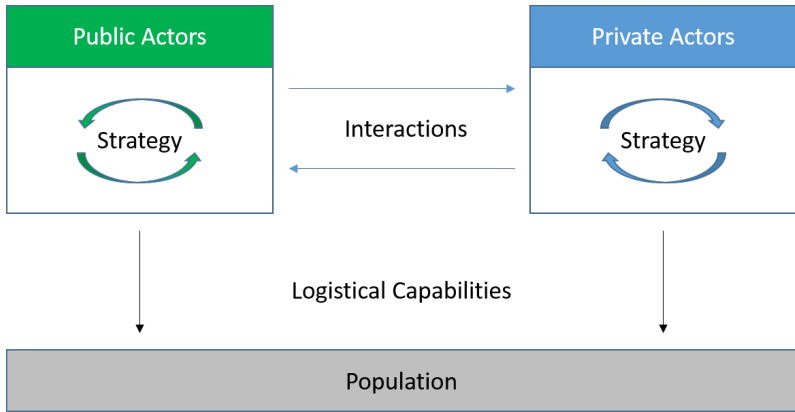 Public Actors
Private Actors
Strategy
Interactions
Strategy
Logistical Capabilities
Population